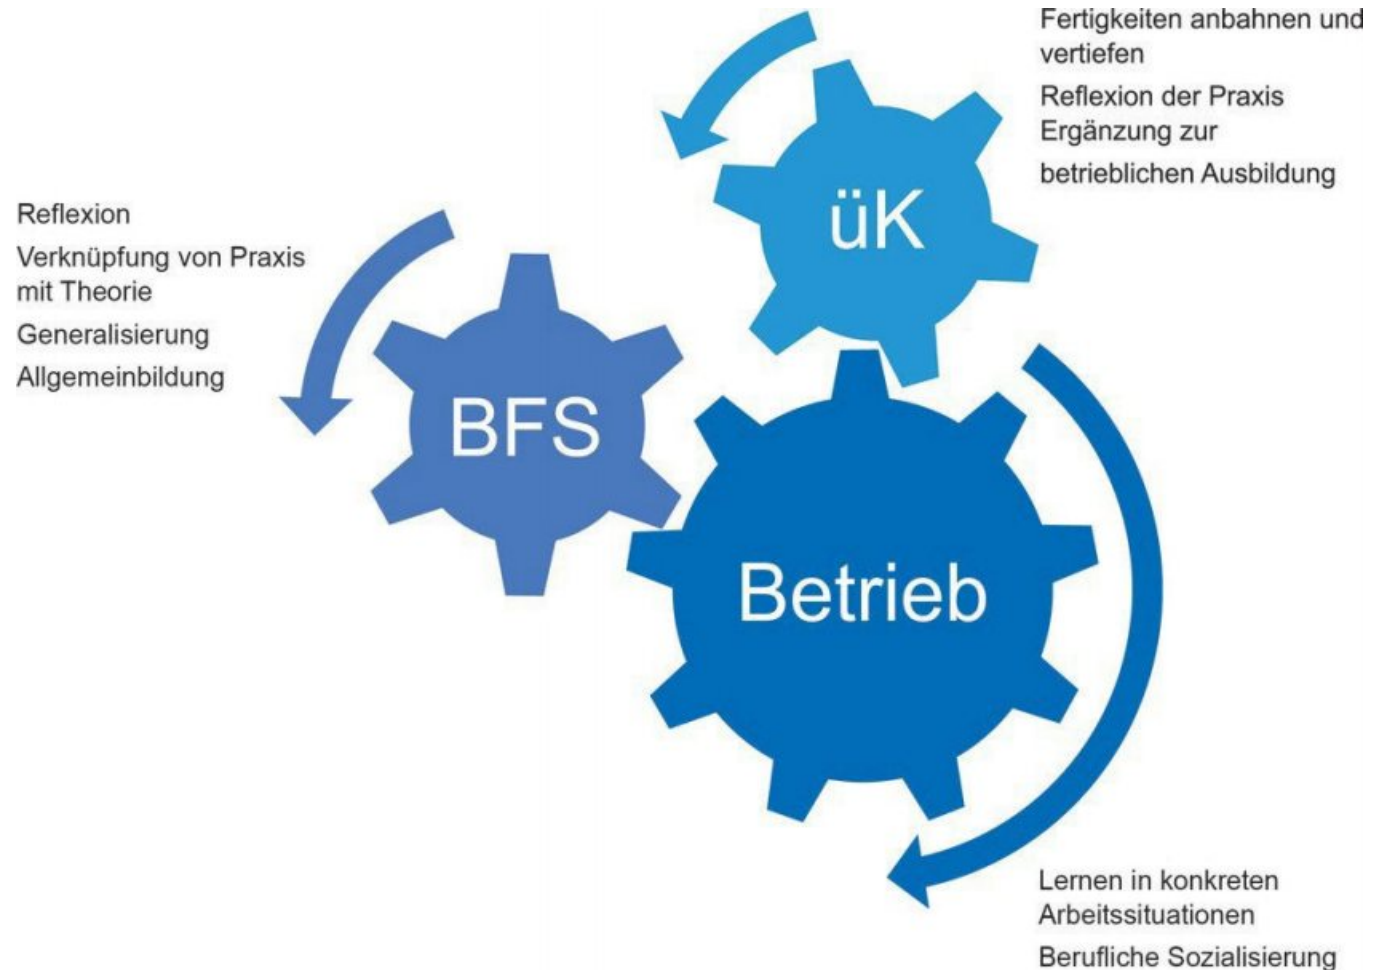 Fertigkeiten anbahnen und
vertiefen
Reflexion der Praxis
Ergänzung zur
betrieblichen Ausbildung
üK
Reflexion
Verknüpfung von Praxis
mit Theorie
Generalisierung
Allgemeinbildung
BFS
Betrieb
Lernen in konkreten
Arbeitssituationen
Berufliche Sozialisierung